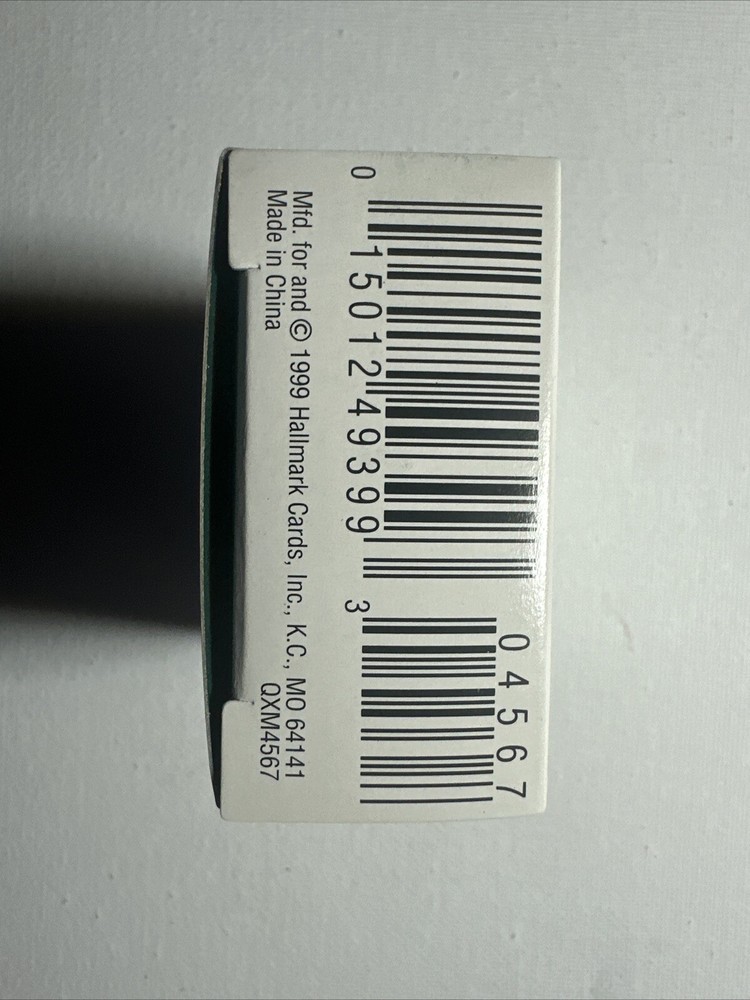 0 15012 49399 3
04567
Mfd. for and © 1999 Hallmark Cards, Inc., K.C., MO 64141
Made in China
QXM4567